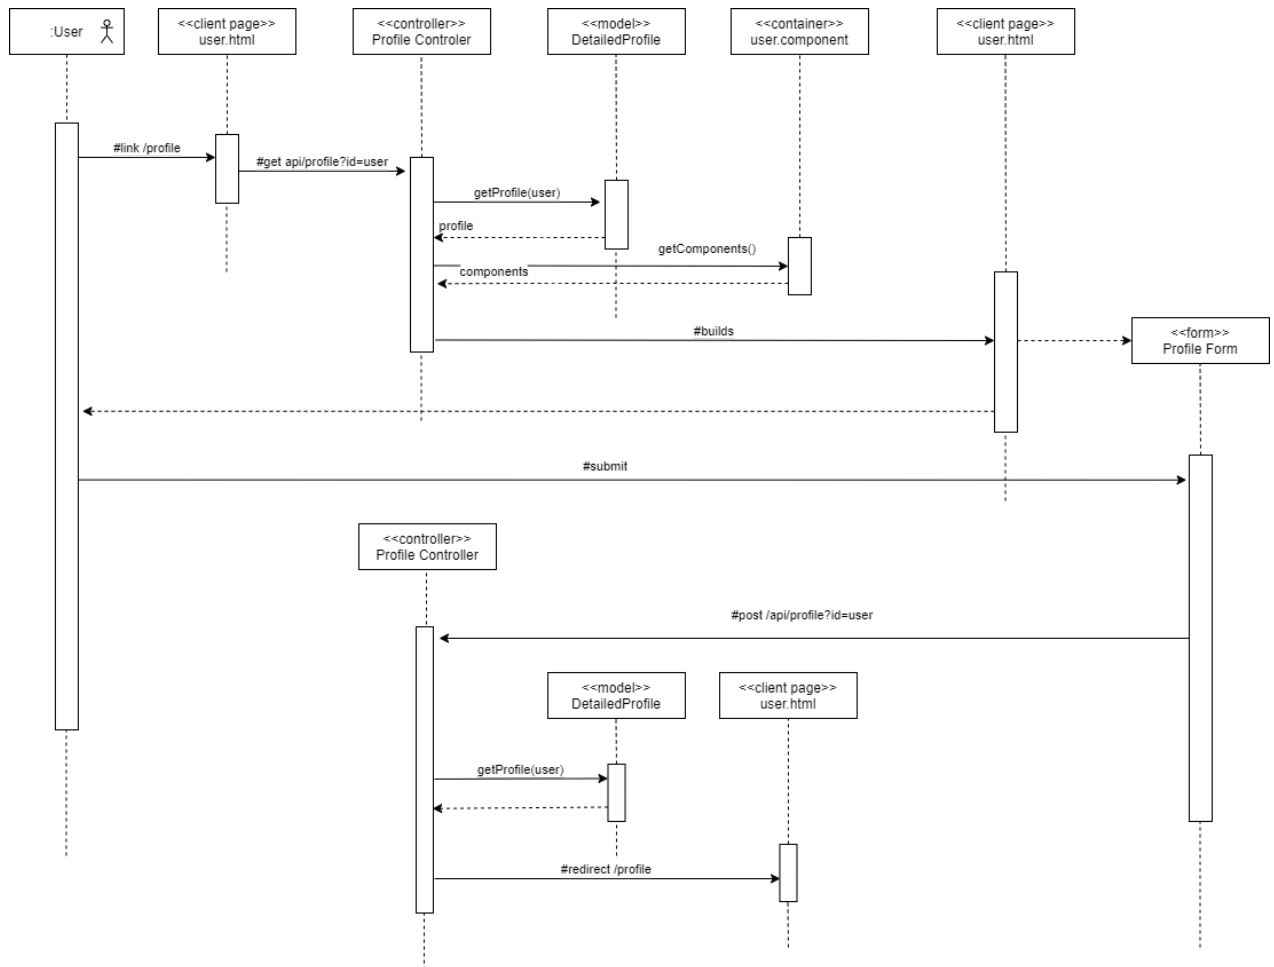 :User
<<client page>>
user.html
<<controller>>
Profile Controler
<<model>>
DetailedProfile
<<container>>
user.component
<<client page>>
user.html
#link /profile
#get api/profile?id=user
getProfile(user)
profile
getComponents()
components
#builds
<<form>>
Profile Form
#submit
<<controller>>
Profile Controller
#post /api/profile?id=user
<<model>>
DetailedProfile
<<client page>>
user.html
getProfile(user)
#redirect /profile